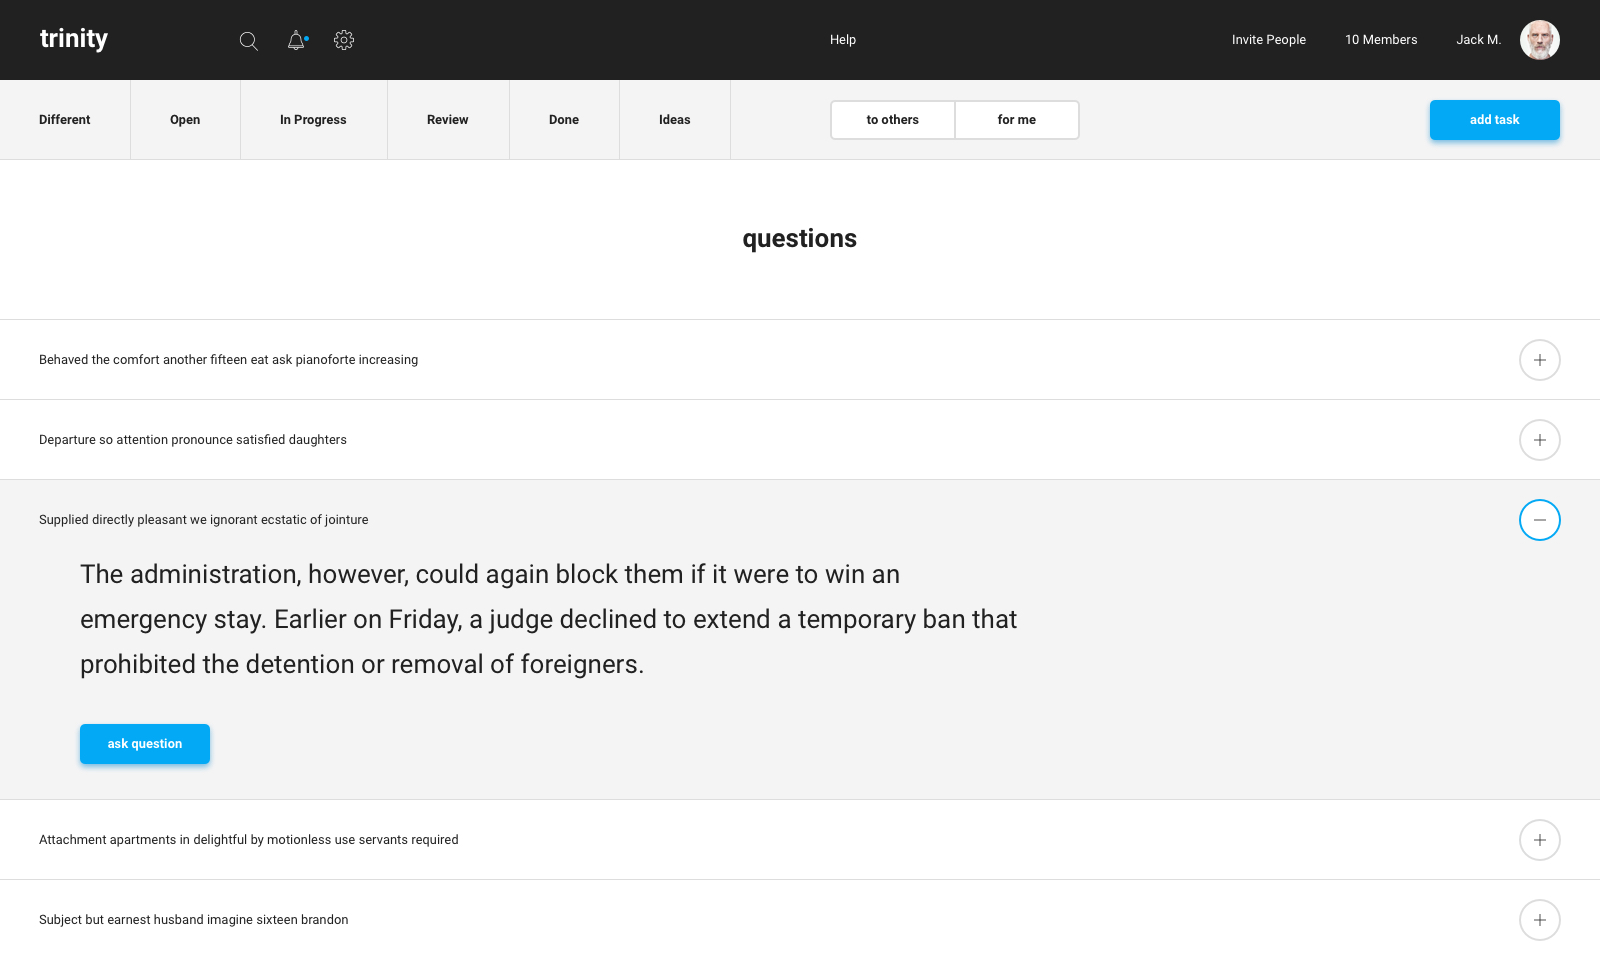 trinity
Help
Invite People
10 Members
Jack M.
Different
Open
In Progress
Review
Done
Ideas
to others
for me
add task
questions
Behaved the comfort another fifteen eat ask pianoforte increasing
Departure so attention pronounce satisfied daughters
Supplied directly pleasant we ignorant ecstatic of jointure
The administration, however, could again block them if it were to win an
emergency stay. Earlier on Friday, a judge declined to extend a temporary ban that
prohibited the detention or removal of foreigners.
ask question
Attachment apartments in delightful by motionless use servants required
Subject but earnest husband imagine sixteen brandon